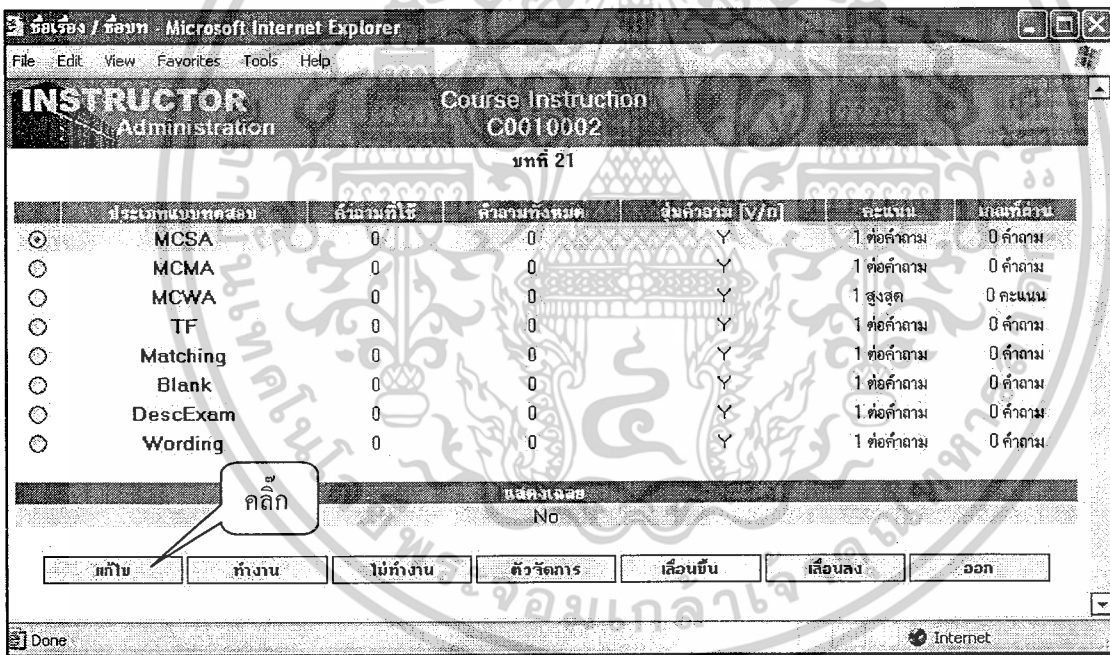 ชื่อเรื่อง / ชื่อบท - Microsoft Internet Explorer
File Edit View Favorites Tools Help
INSTRUCTOR
Administration
Course Instruction
C0010002
บทที่ 21
ประเภทแบบทดสอบ คำถามที่ใช้ คำถามทั้งหมด สุ่มคำถาม [y/n] คะแนน เกณฑ์ผ่าน
MCSA 0 0 Y 1 ต่อคำถาม 0 คำถาม
MCMA 0 0 Y 1 ต่อคำถาม 0 คำถาม
MCWA 0 0 Y 1 สูงสุด 0 คะแนน
TF 0 0 Y 1 ต่อคำถาม 0 คำถาม
Matching 0 0 Y 1 ต่อคำถาม 0 คำถาม
Blank 0 0 Y 1 ต่อคำถาม 0 คำถาม
DescExam 0 0 Y 1 ต่อคำถาม 0 คำถาม
Wording 0 0 Y 1 ต่อคำถาม 0 คำถาม
คลิ๊ก
แสดงเฉลย
No
แก้ไข ทำงาน ไม่ทำงาน ตัวจัดการ เลื่อนขึ้น เลื่อนลง ออก
Done Internet